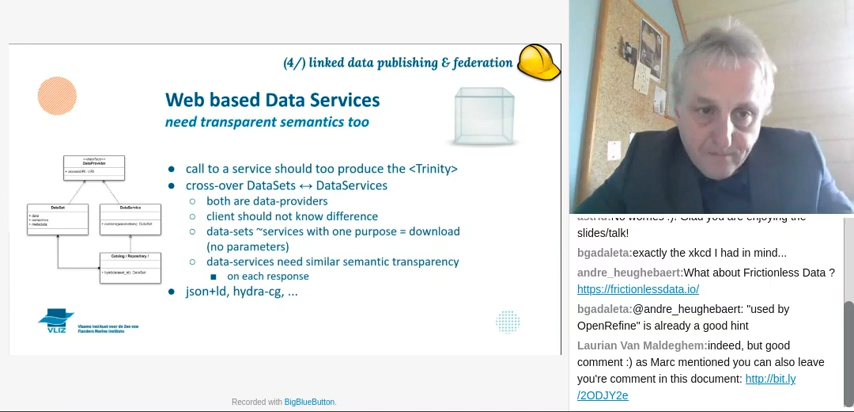 (4/) linked data publishing & federation
Web based Data Services
need transparent semantics too
● call to a service should too produce the <Trinity>
● cross-over DataSets ↔ DataServices
○ both are data-providers
○ client should not know difference
○ data-sets ~services with one purpose = download
(no parameters)
○ data-services need similar semantic transparency
■ on each response
● json+ld, hydra-cg, ...
DataProvider
DataSet
DataService
VLIZ
Vlaams Instituut voor de Zee vzw
Flanders Marine Institute
Recorded with BigBlueButton.
slides/talk!
bgadaleta:exactly the xkcd I had in mind...
andre_heughebaert:What about Frictionless Data ?
https://frictionlessdata.io/
bgadaleta:@andre_heughebaert: "used by
OpenRefine" is already a good hint
Laurian Van Maldeghem:indeed, but good
comment :) as Marc mentioned you can also leave
you're comment in this document: http://bit.ly
/2ODJY2e